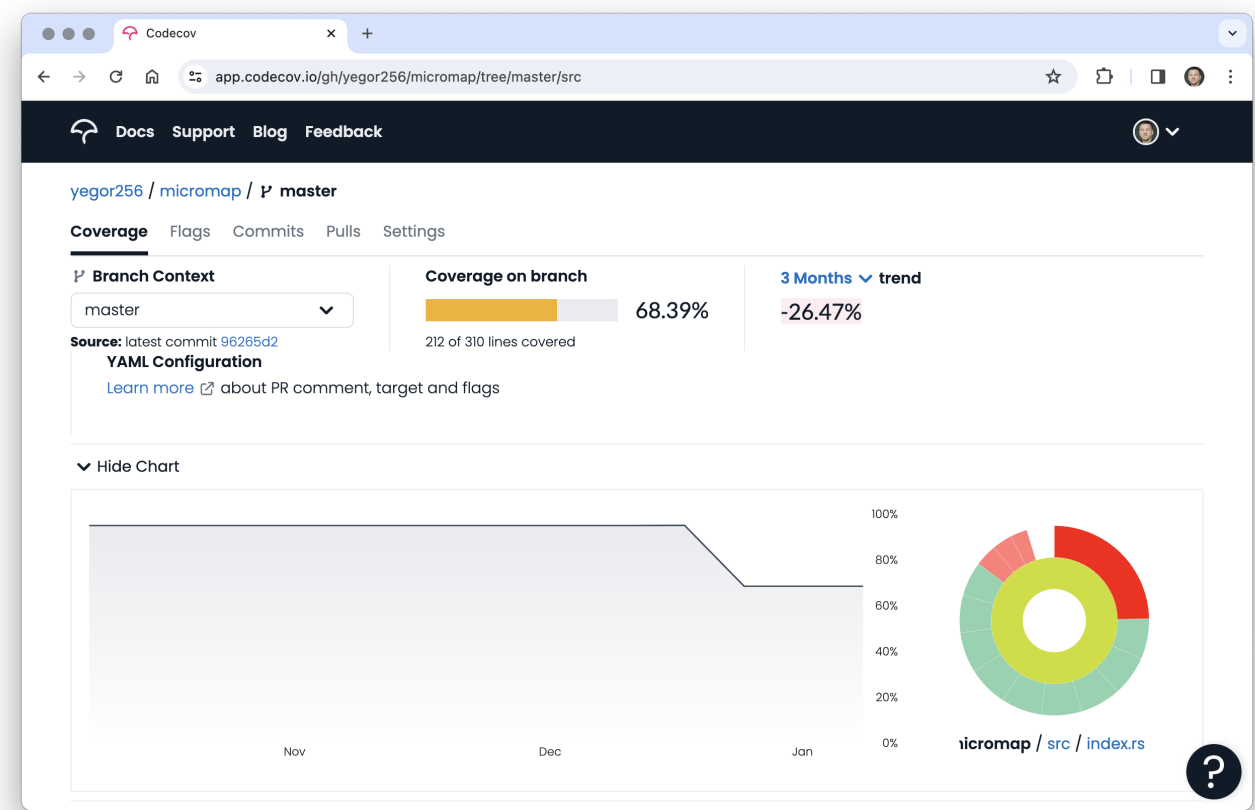 Codecov
app.codecov.io/gh/yegor256/micromap/tree/master/src
Docs Support Blog Feedback
yegor256 / micromap / master
Coverage Flags Commits Pulls Settings
Branch Context
master
Source: latest commit 96265d2
Coverage on branch
68.39%
212 of 310 lines covered
3 Months trend
-26.47%
YAML Configuration
Learn more about PR comment, target and flags
Hide Chart
100%
80%
60%
40%
20%
0%
Nov Dec Jan
micromap / src / index.rs
?